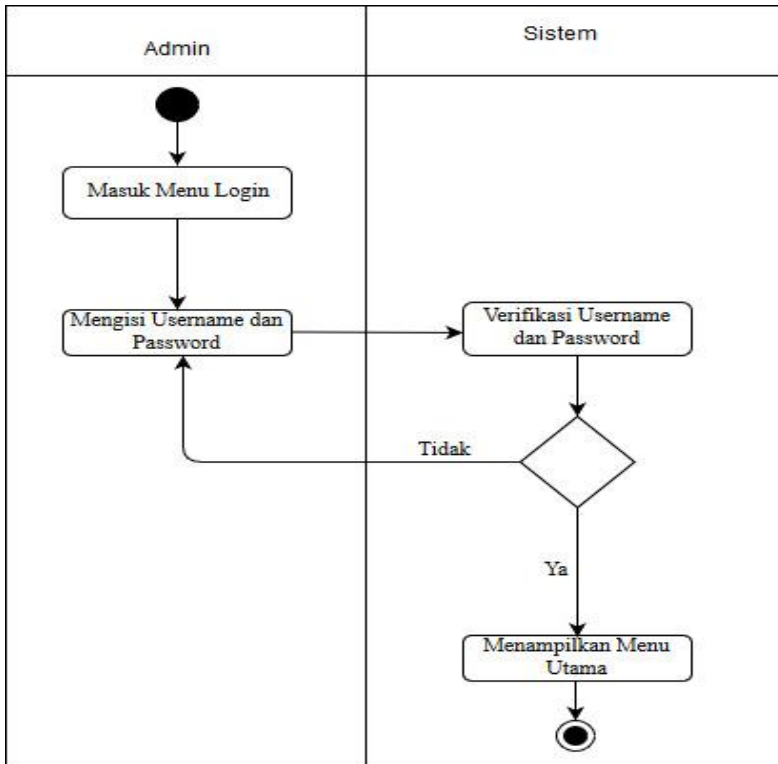 Admin
Sistem
Masuk Menu Login
Mengisi Username dan
Password
Verifikasi Username
dan Password
Tidak
Ya
Menampilkan Menu
Utama